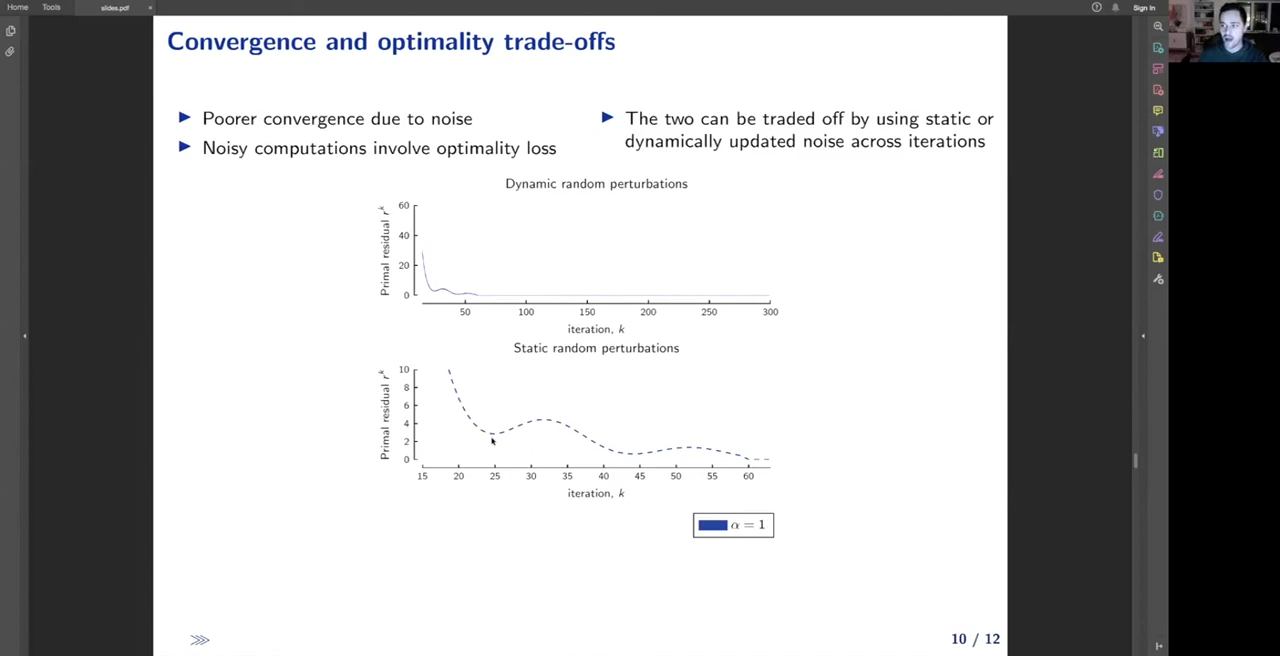 Home Tools slides.pdf × Sign In
Convergence and optimality trade-offs
Poorer convergence due to noise
Noisy computations involve optimality loss
The two can be traded off by using static or
dynamically updated noise across iterations
Dynamic random perturbations
Primal residual r^k
60
40
20
0
50 100 150 200 250 300
iteration, k
Static random perturbations
Primal residual r^k
10
8
6
4
2
0
15 20 25 30 35 40 45 50 55 60
iteration, k
α = 1
10 / 12